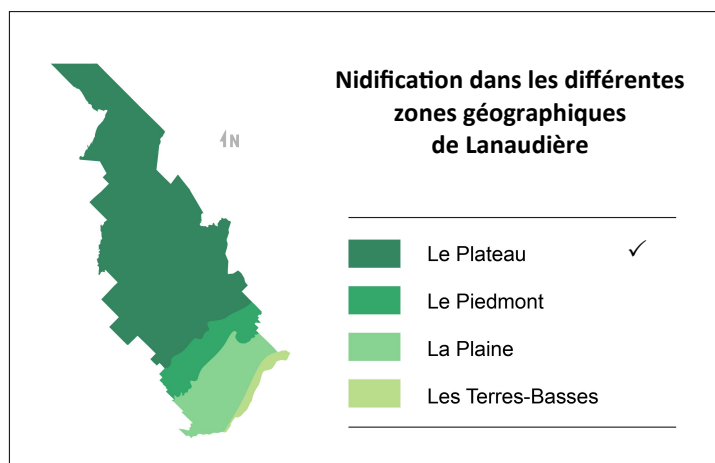 Nidification dans les différentes
zones géographiques
de Lanaudière
N
Le Plateau ✓
Le Piedmont
La Plaine
Les Terres-Basses